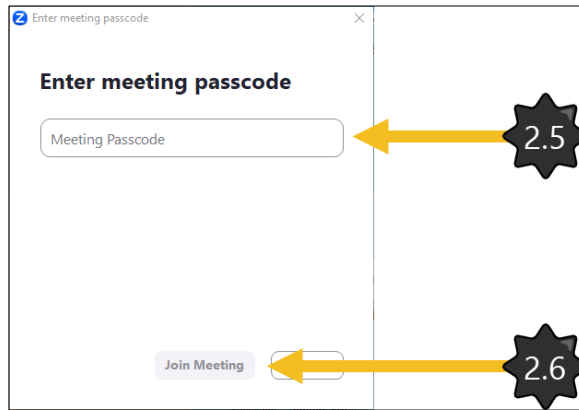 Z Enter meeting passcode
Enter meeting passcode
Meeting Passcode
2.5
Join Meeting
2.6